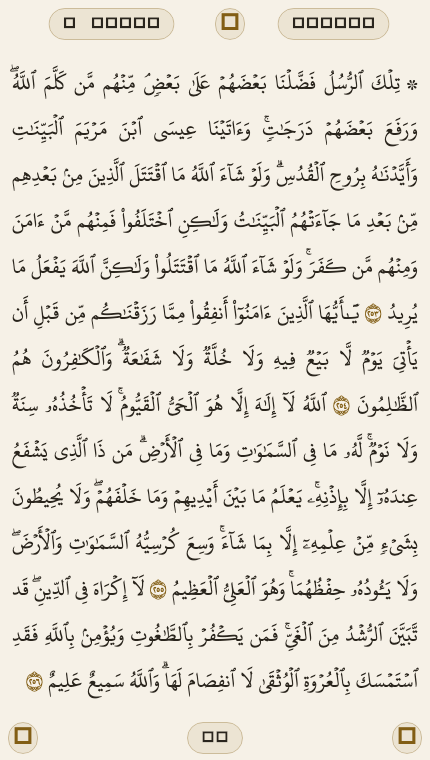 ۞ تِلْكَ ٱلرُّسُلُ فَضَّلْنَا بَعْضَهُمْ عَلَىٰ بَعْضٍۢ مِّنْهُم مَّن كَلَّمَ ٱللَّهُۖ
وَرَفَعَ بَعْضَهُمْ دَرَجَـٰتٍۢۚ وَءَاتَيْنَا عِيسَى ٱبْنَ مَرْيَمَ ٱلْبَيِّنَـٰتِ
وَأَيَّدْنَـٰهُ بِرُوحِ ٱلْقُدُسِۗ وَلَوْ شَآءَ ٱللَّهُ مَا ٱقْتَتَلَ ٱلَّذِينَ مِنۢ بَعْدِهِم
مِّنۢ بَعْدِ مَا جَآءَتْهُمُ ٱلْبَيِّنَـٰتُ وَلَـٰكِنِ ٱخْتَلَفُوا۟ فَمِنْهُم مَّنْ ءَامَنَ
وَمِنْهُم مَّن كَفَرَۚ وَلَوْ شَآءَ ٱللَّهُ مَا ٱقْتَتَلُوا۟ وَلَـٰكِنَّ ٱللَّهَ يَفْعَلُ مَا
يُرِيدُ ٢٥٣ يَـٰٓأَيُّهَا ٱلَّذِينَ ءَامَنُوٓا۟ أَنفِقُوا۟ مِمَّا رَزَقْنَـٰكُم مِّن قَبْلِ أَن
يَأْتِىَ يَوْمٌۭ لَّا بَيْعٌۭ فِيهِ وَلَا خُلَّةٌۭ وَلَا شَفَـٰعَةٌۭۗ وَٱلْكَـٰفِرُونَ هُمُ
ٱلظَّـٰلِمُونَ ٢٥٤ ٱللَّهُ لَآ إِلَـٰهَ إِلَّا هُوَ ٱلْحَىُّ ٱلْقَيُّومُۚ لَا تَأْخُذُهُۥ سِنَةٌۭ
وَلَا نَوْمٌۭۚ لَّهُۥ مَا فِى ٱلسَّمَـٰوَٰتِ وَمَا فِى ٱلْأَرْضِۗ مَن ذَا ٱلَّذِى يَشْفَعُ
عِندَهُۥٓ إِلَّا بِإِذْنِهِۦۚ يَعْلَمُ مَا بَيْنَ أَيْدِيهِمْ وَمَا خَلْفَهُمْۖ وَلَا يُحِيطُونَ
بِشَىْءٍۢ مِّنْ عِلْمِهِۦٓ إِلَّا بِمَا شَآءَۚ وَسِعَ كُرْسِيُّهُ ٱلسَّمَـٰوَٰتِ وَٱلْأَرْضَۖ
وَلَا يَـُٔودُهُۥ حِفْظُهُمَاۚ وَهُوَ ٱلْعَلِىُّ ٱلْعَظِيمُ ٢٥٥ لَآ إِكْرَاهَ فِى ٱلدِّينِۖ قَد
تَّبَيَّنَ ٱلرُّشْدُ مِنَ ٱلْغَىِّۚ فَمَن يَكْفُرْ بِٱلطَّـٰغُوتِ وَيُؤْمِنۢ بِٱللَّهِ فَقَدِ
ٱسْتَمْسَكَ بِٱلْعُرْوَةِ ٱلْوُثْقَىٰ لَا ٱنفِصَامَ لَهَاۗ وَٱللَّهُ سَمِيعٌ عَلِيمٌ ٢٥٦